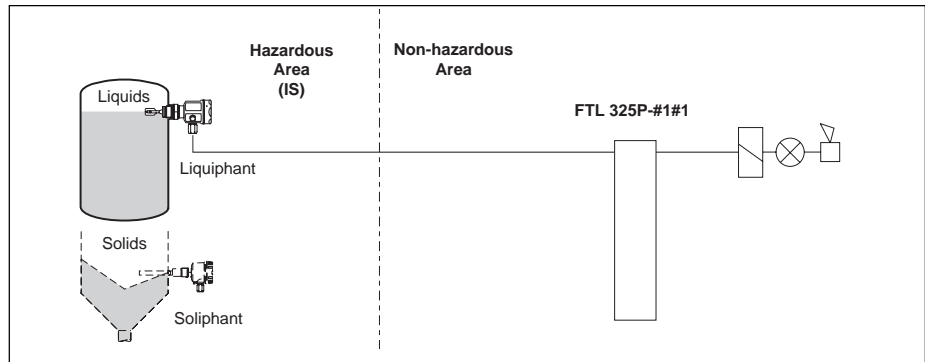 Hazardous
Area
(IS)
Non-hazardous
Area
Liquids
FTL 325P-#1#1
Liquiphant
Solids
Soliphant